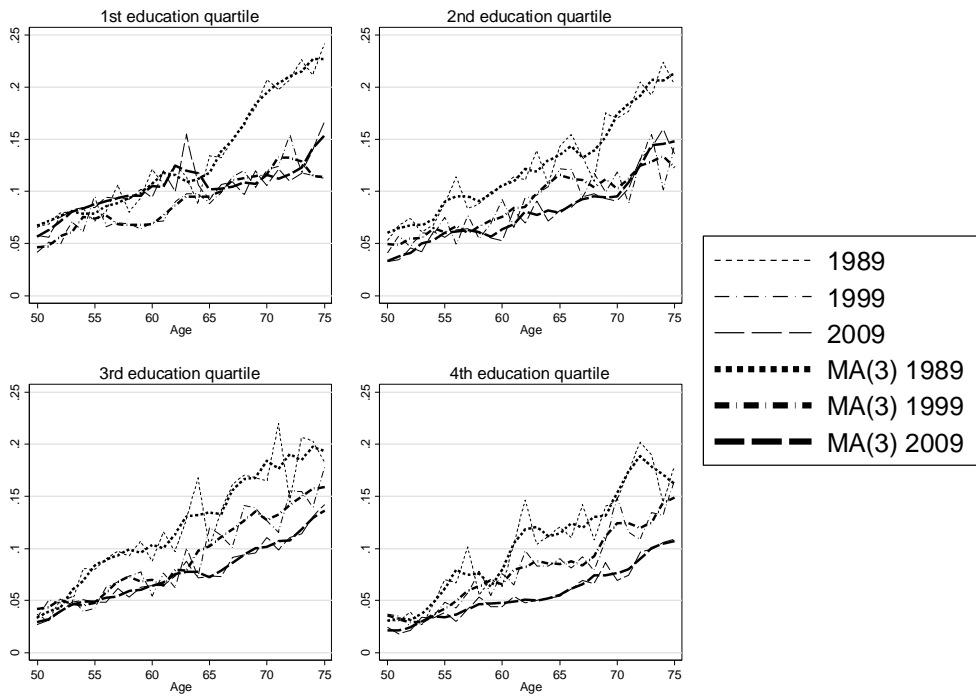 1st education quartile
.25
.2
.15
.1
.05
0
50 55 60 65 70 75
Age
2nd education quartile
.25
.2
.15
.1
.05
0
50 55 60 65 70 75
Age
3rd education quartile
.25
.2
.15
.1
.05
0
50 55 60 65 70 75
Age
4th education quartile
.25
.2
.15
.1
.05
0
50 55 60 65 70 75
Age
1989
1999
2009
MA(3) 1989
MA(3) 1999
MA(3) 2009